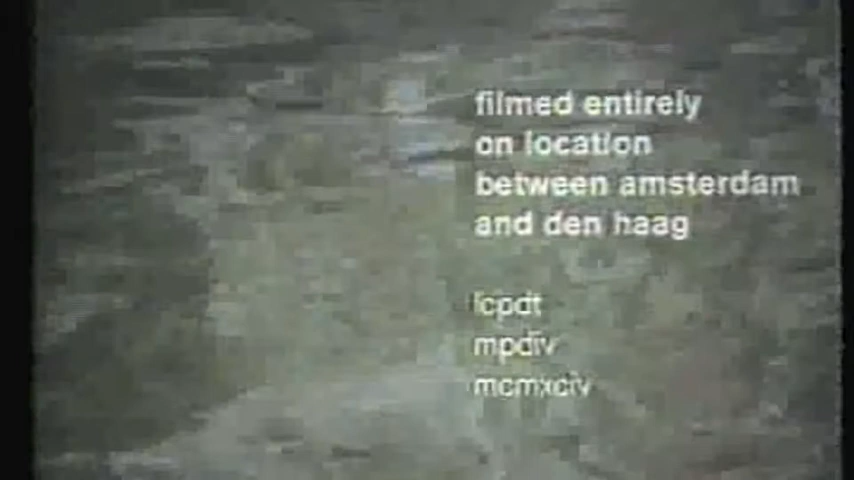 filmed entirely
on location
between amsterdam
and den haag
lcpdt
mpdiv
mcmxciv